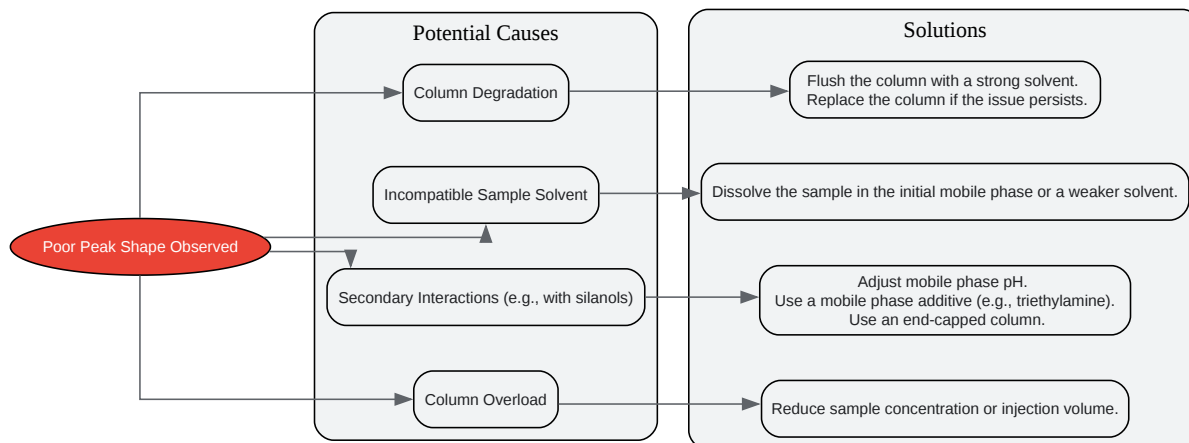 Potential Causes
Solutions
Column Degradation
Flush the column with a strong solvent.
Replace the column if the issue persists.
Incompatible Sample Solvent
Dissolve the sample in the initial mobile phase or a weaker solvent.
Poor Peak Shape Observed
Secondary Interactions (e.g., with silanols)
Adjust mobile phase pH.
Use a mobile phase additive (e.g., triethylamine).
Use an end-capped column.
Column Overload
Reduce sample concentration or injection volume.